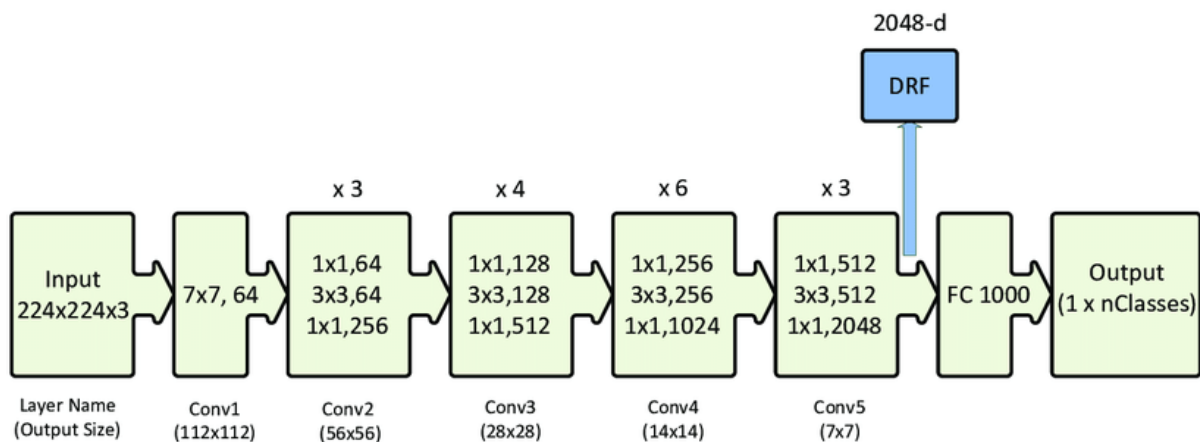 2048-d
DRF
x 3
x 4
x 6
x 3
Input
224x224x3
7x7, 64
1x1,64
3x3,64
1x1,256
1x1,128
3x3,128
1x1,512
1x1,256
3x3,256
1x1,1024
1x1,512
3x3,512
1x1,2048
FC 1000
Output
(1 x nClasses)
Layer Name
(Output Size)
Conv1
(112x112)
Conv2
(56x56)
Conv3
(28x28)
Conv4
(14x14)
Conv5
(7x7)